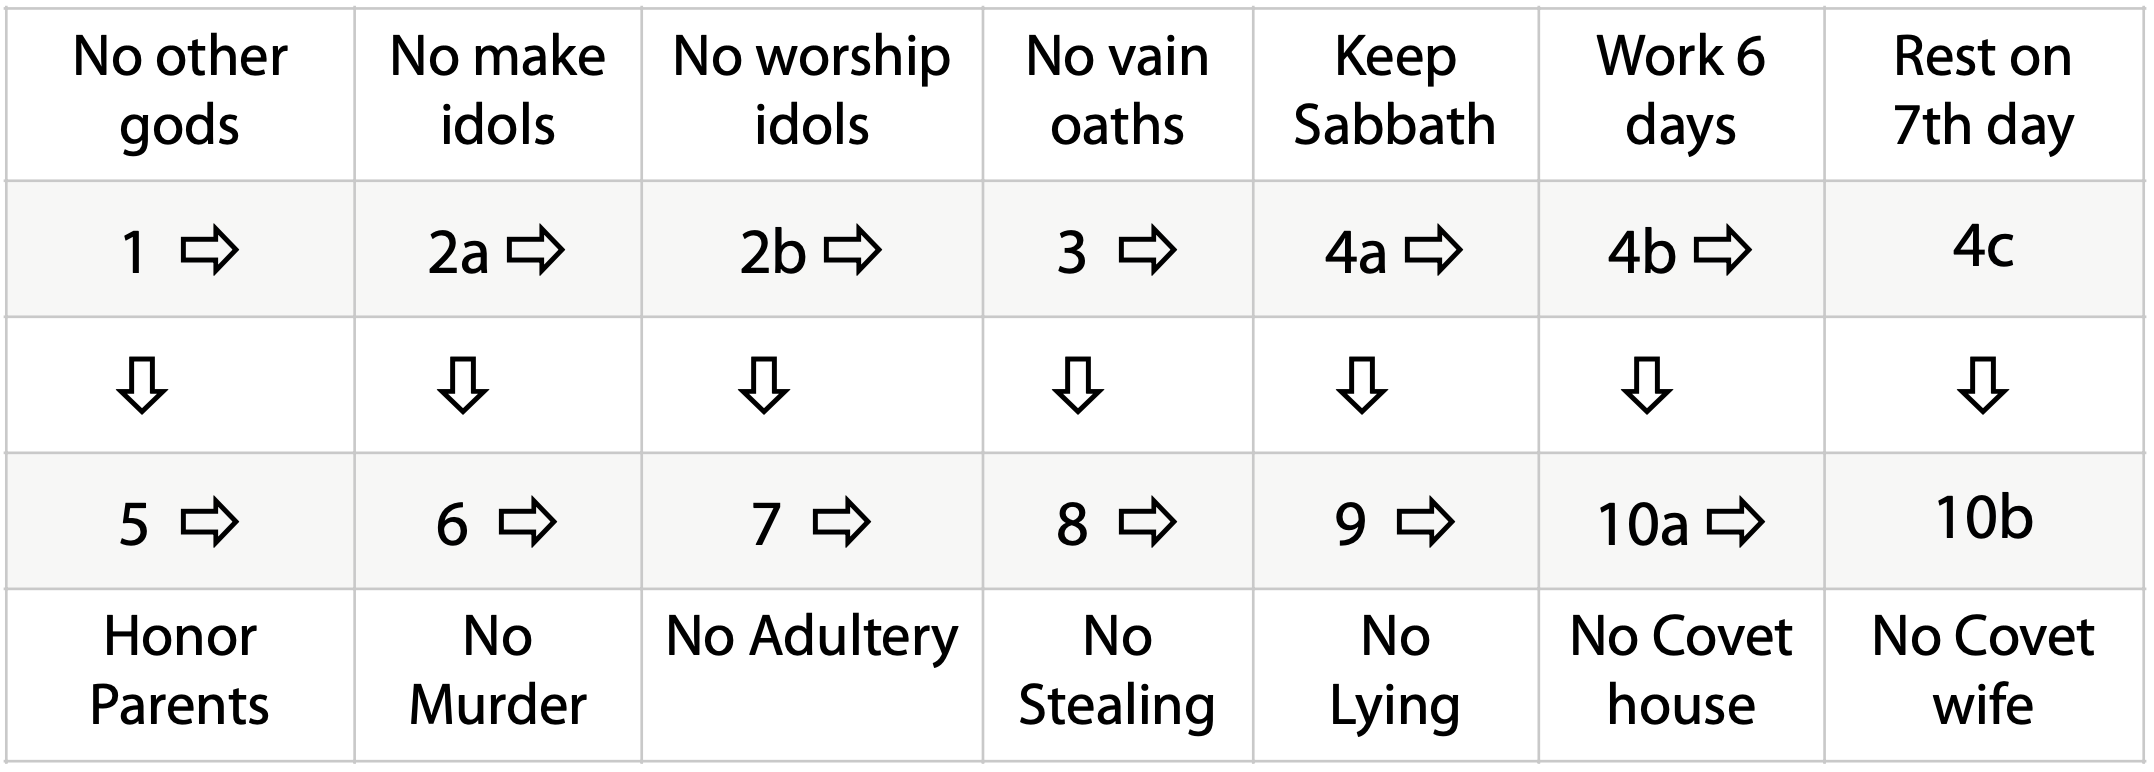 No other
gods
No make
idols
No worship
idols
No vain
oaths
Keep
Sabbath
Work 6
days
Rest on
7th day
1 ⇨
2a ⇨
2b ⇨
3 ⇨
4a ⇨
4b ⇨
4c
⇩ ⇩ ⇩ ⇩ ⇩ ⇩ ⇩
5 ⇨
6 ⇨
7 ⇨
8 ⇨
9 ⇨
10a ⇨
10b
Honor
Parents
No
Murder
No Adultery
No
Stealing
No
Lying
No Covet
house
No Covet
wife